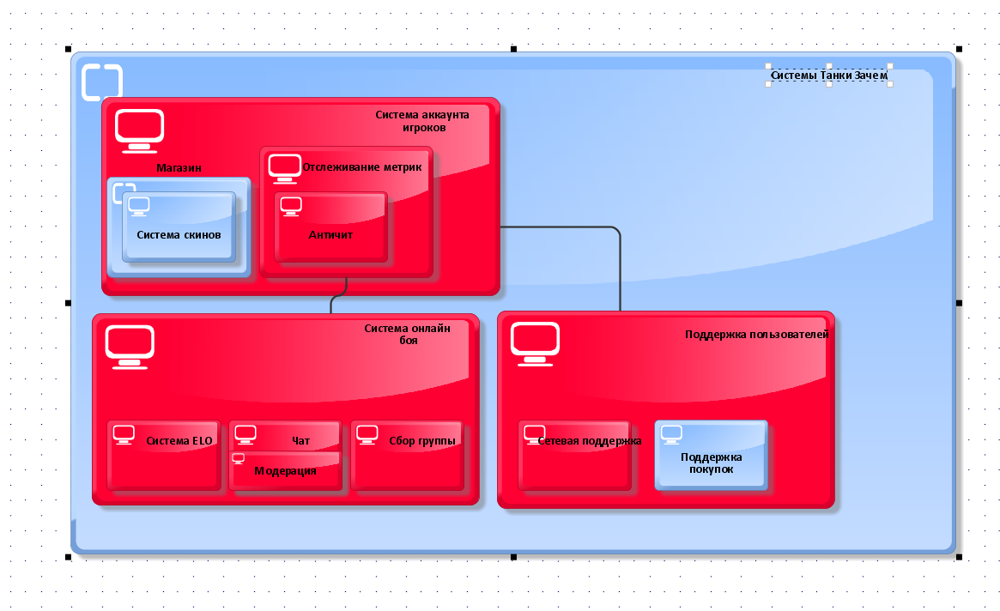 Системы Танки Зачем
Система аккаунта
игроков
Магазин
Отслеживание метрик
Система скинов
Античит
Система онлайн
боя
Поддержка пользователей
Система ELO
Чат
Сбор группы
Модерация
Сетевая поддержка
Поддержка
покупок